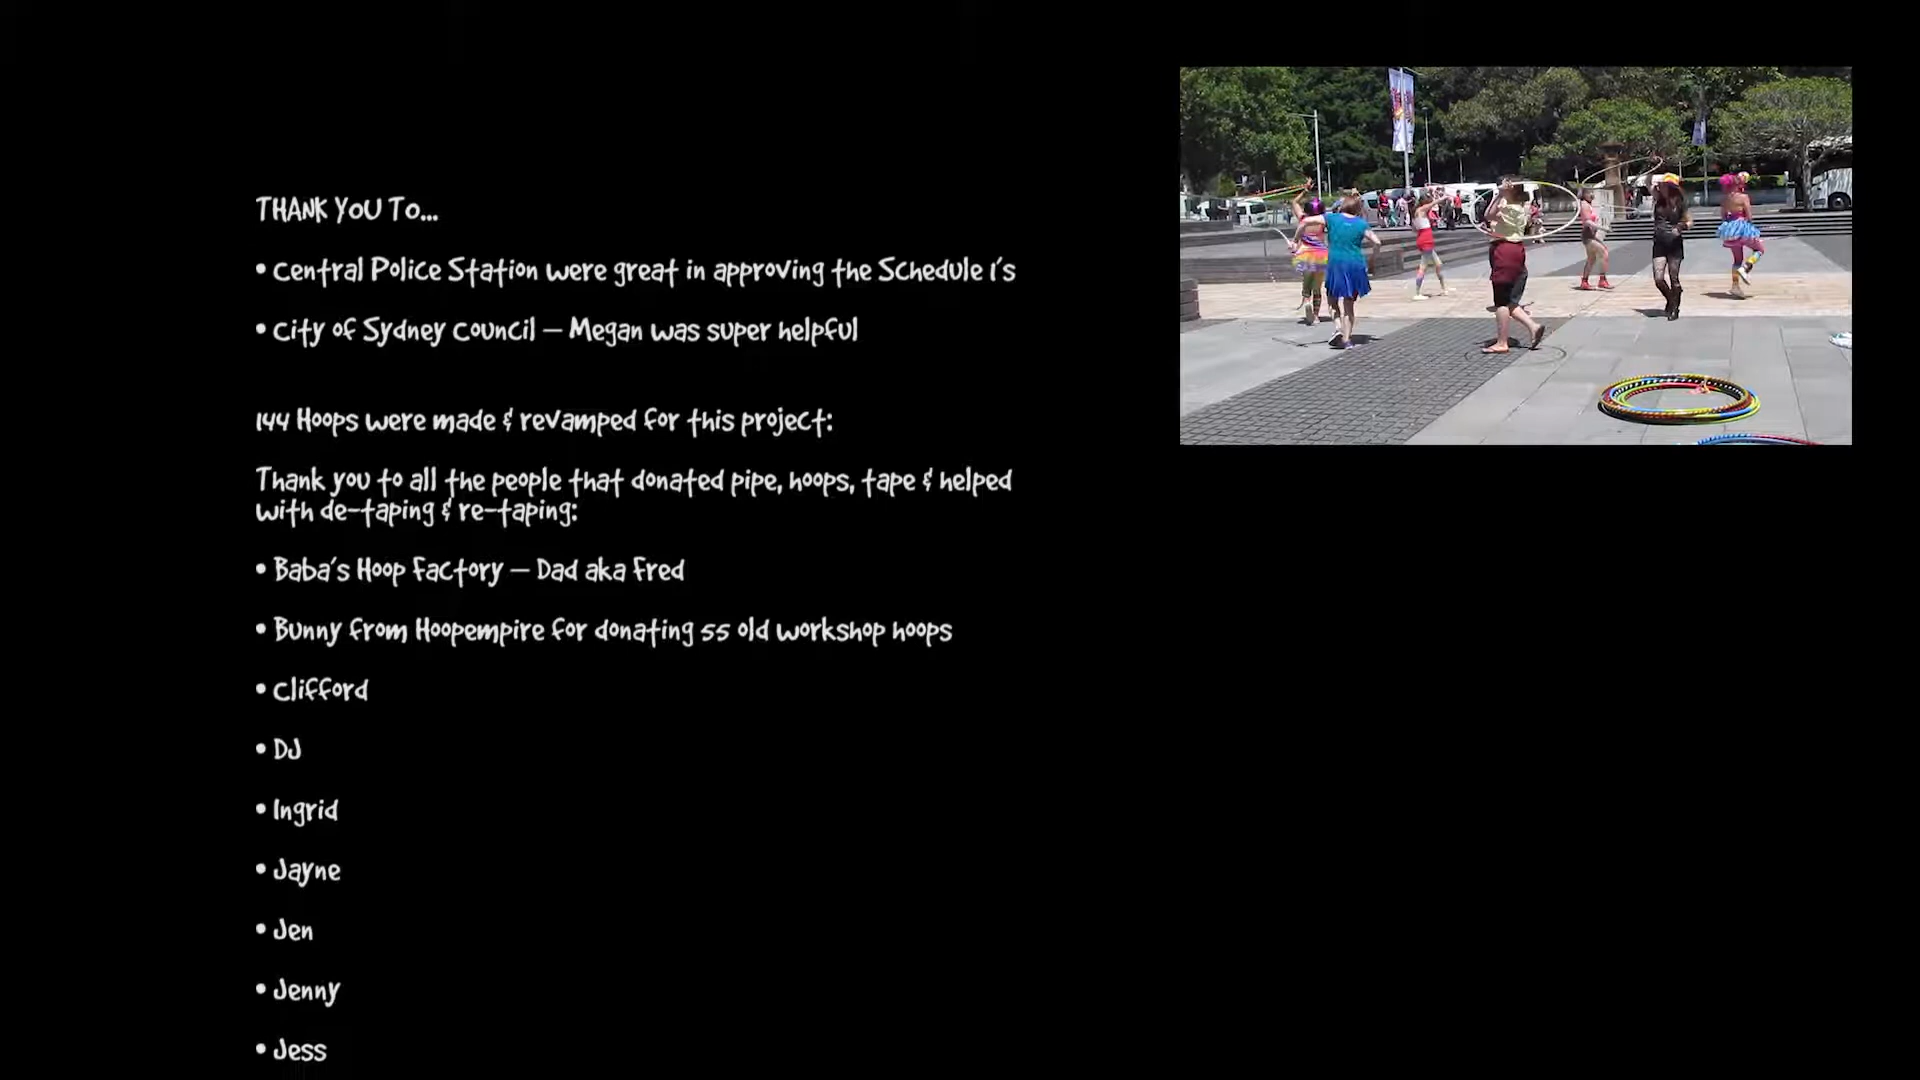 THANK YOU TO...
• Central Police Station were great in approving the Schedule 1's
• City of Sydney Council – Megan was super helpful
144 Hoops were made & revamped for this project:
Thank you to all the people that donated pipe, hoops, tape & helped
with de-taping & re-taping:
• Baba's Hoop Factory – Dad aka Fred
• Bunny from Hoopempire for donating 55 old workshop hoops
• Clifford
• DJ
• Ingrid
• Jayne
• Jen
• Jenny
• Jess